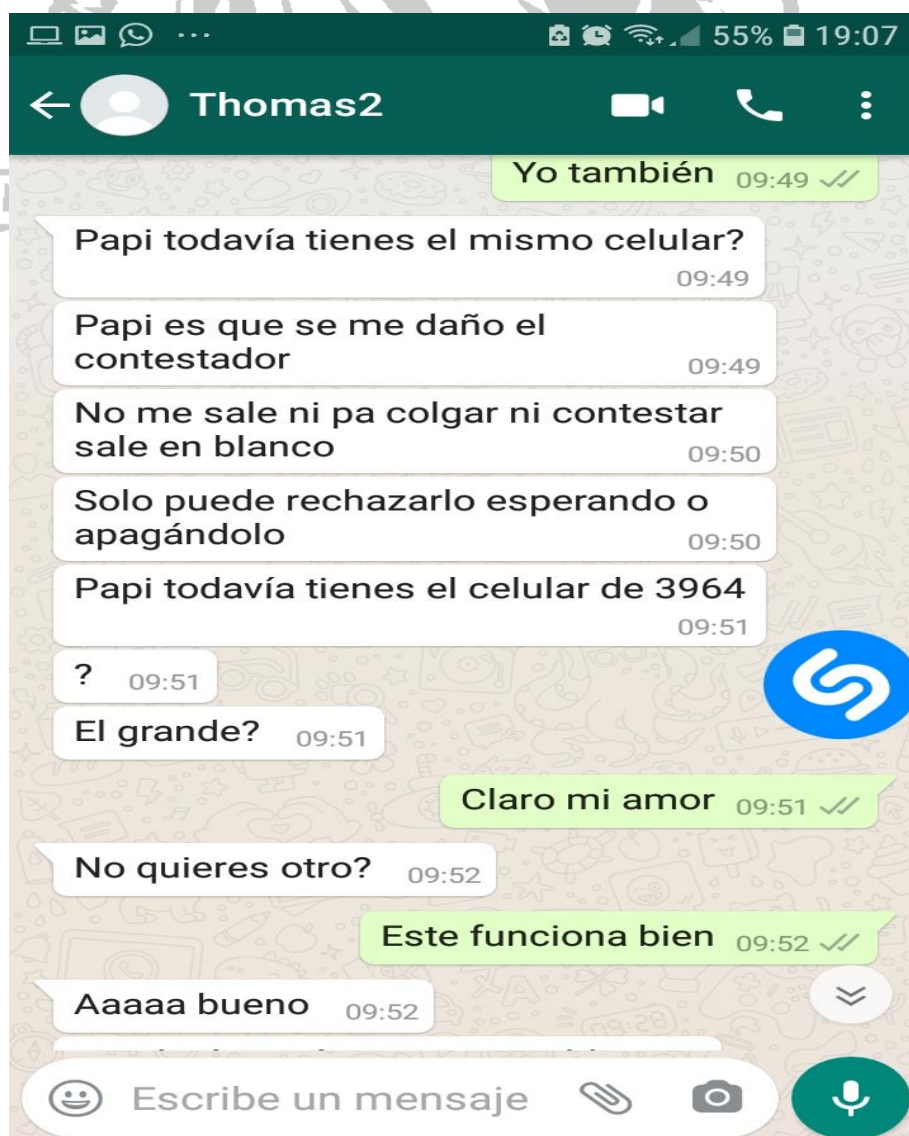 55% 19:07
Thomas2
Yo también 09:49
Papi todavía tienes el mismo celular?
09:49
Papi es que se me daño el
contestador 09:49
No me sale ni pa colgar ni contestar
sale en blanco 09:50
Solo puede rechazarlo esperando o
apagándolo 09:50
Papi todavía tienes el celular de 3964
09:51
? 09:51
El grande? 09:51
Claro mi amor 09:51
No quieres otro? 09:52
Este funciona bien 09:52
Aaaaa bueno 09:52
Escribe un mensaje